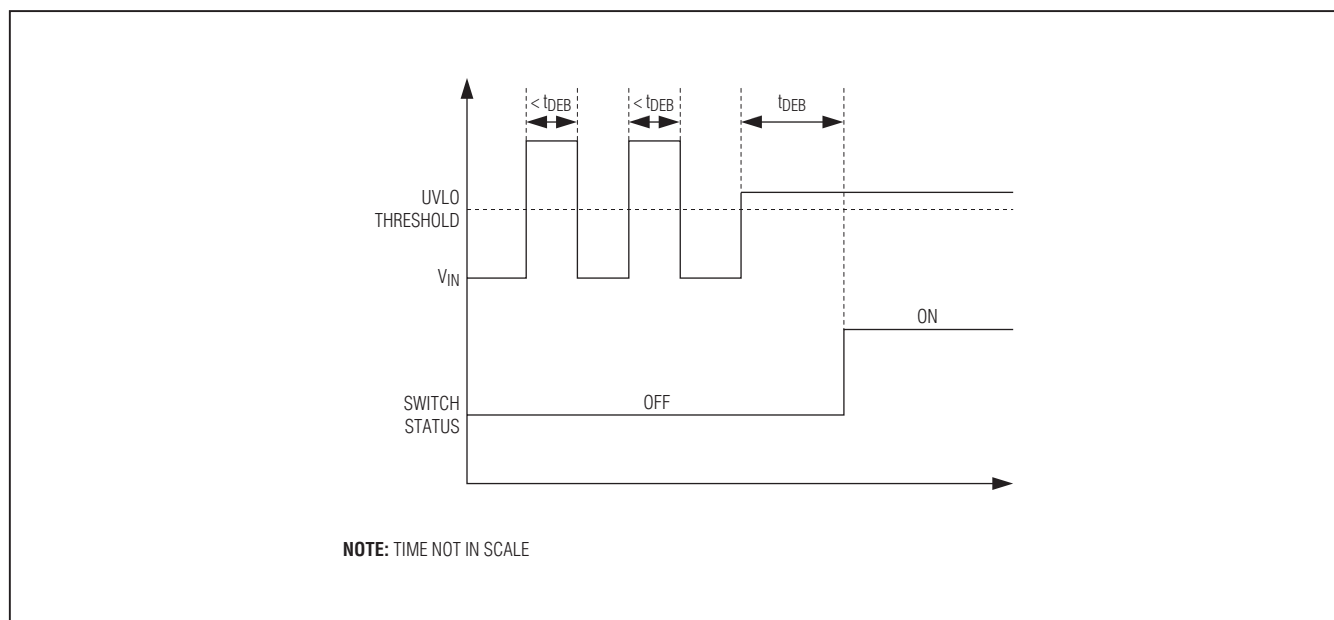 < tDEB
< tDEB
tDEB
UVLO
THRESHOLD
VIN
ON
SWITCH
STATUS
OFF
NOTE: TIME NOT IN SCALE